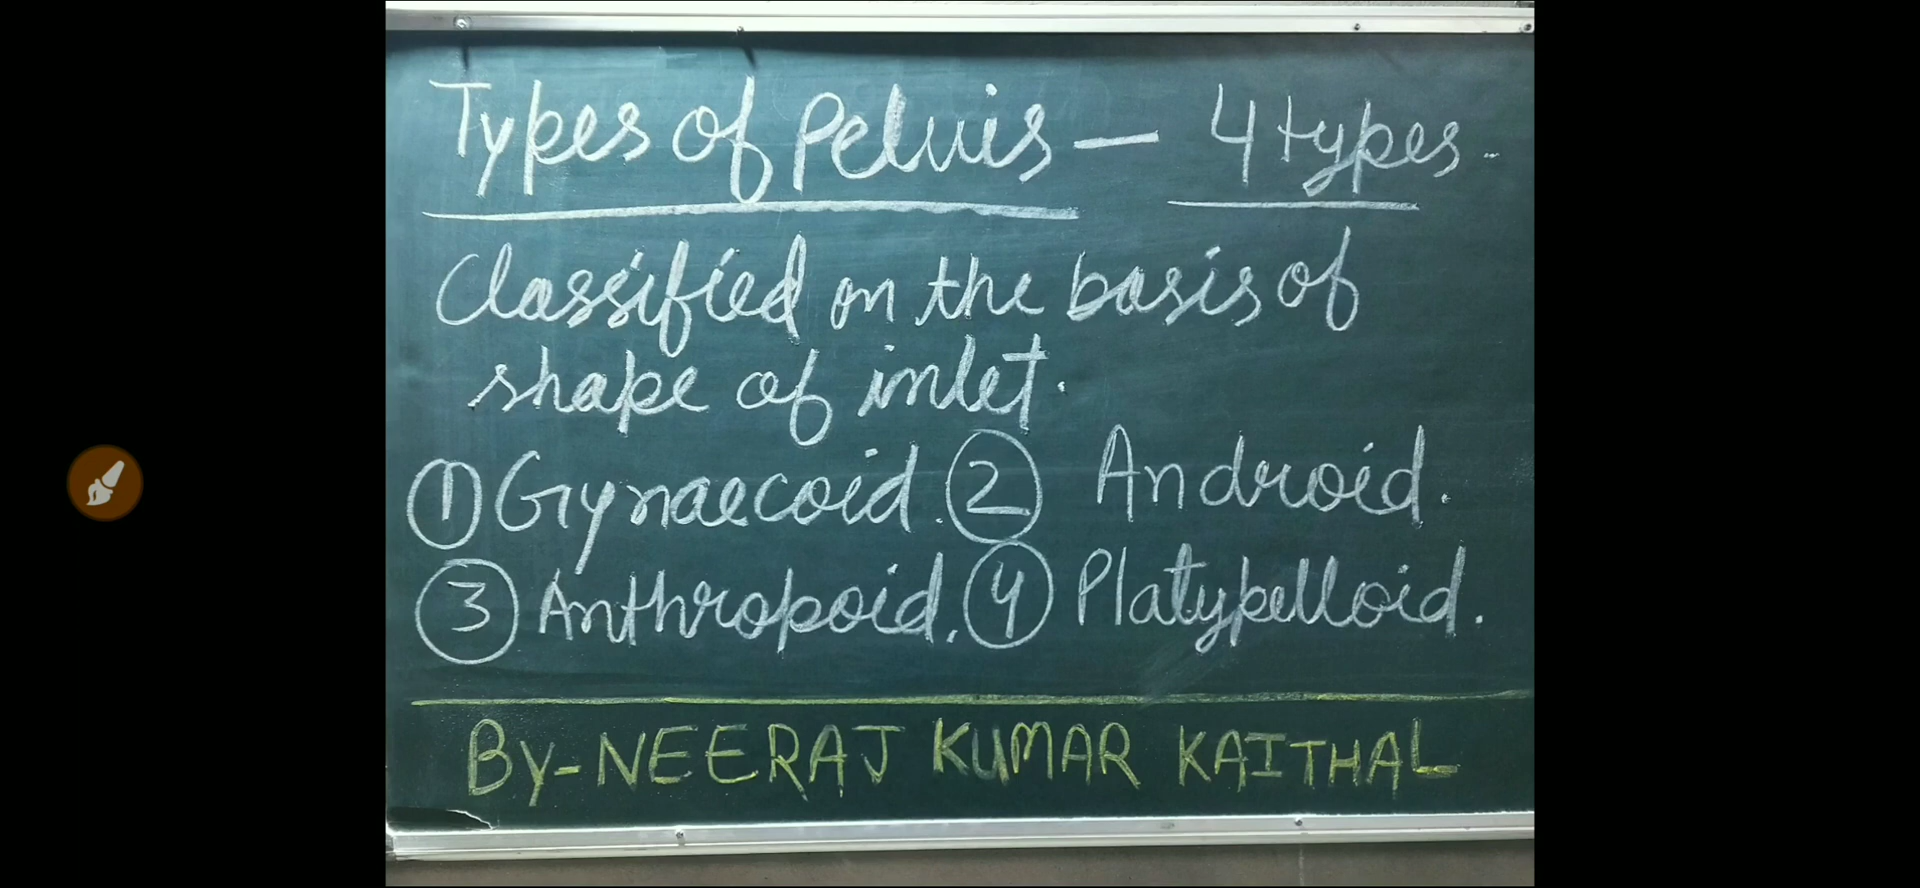 Types of Pelvis - 4 types.
Classified on the basis of
shape of inlet.
① Gynaecoid. ② Android.
③ Anthropoid. ④ Platypelloid.
By-NEERAJ KUMAR KAITHAL